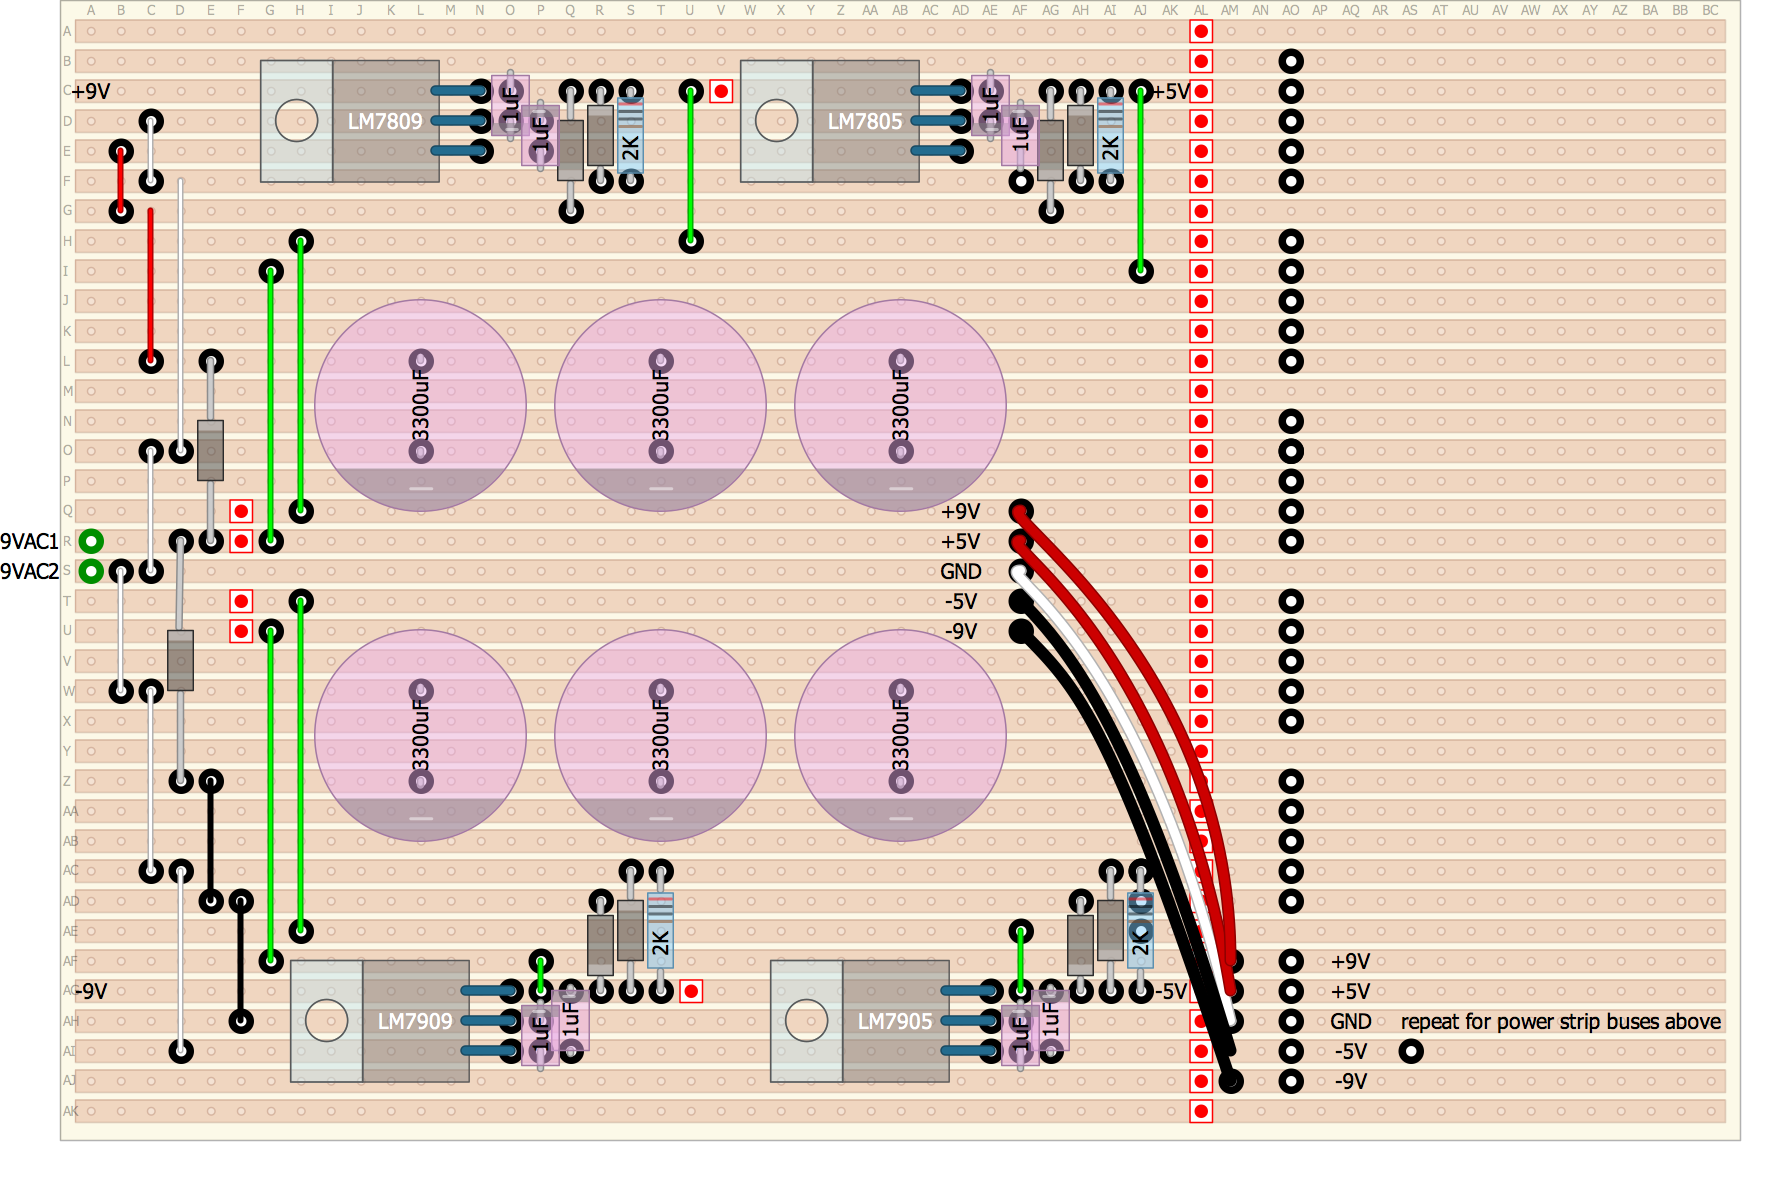 A B C D E F G H I J K L M N O P Q R S T U V W X Y Z AA AB AC AD AE AF AG AH AI AJ AK AL AM AN AO AP AQ AR AS AT AU AV AW AX AY AZ BA BB BC
A
B
C +9V +5V
D LM7809 1uF LM7805 1uF
E 1uF 2K 1uF 2K
F
G
H
I
J
K
L
M
N 3300uF 3300uF 3300uF
O
P
Q +9V
9VAC1 R +5V
9VAC2 S GND
T -5V
U -9V
V
W
X
Y 3300uF 3300uF 3300uF
Z
AA
AB
AC
AD
AE 2K 2K
AF +9V
AG -9V -5V +5V
AH LM7909 1uF 1uF LM7905 1uF 1uF GND repeat for power strip buses above
AI -5V
AJ -9V
AK